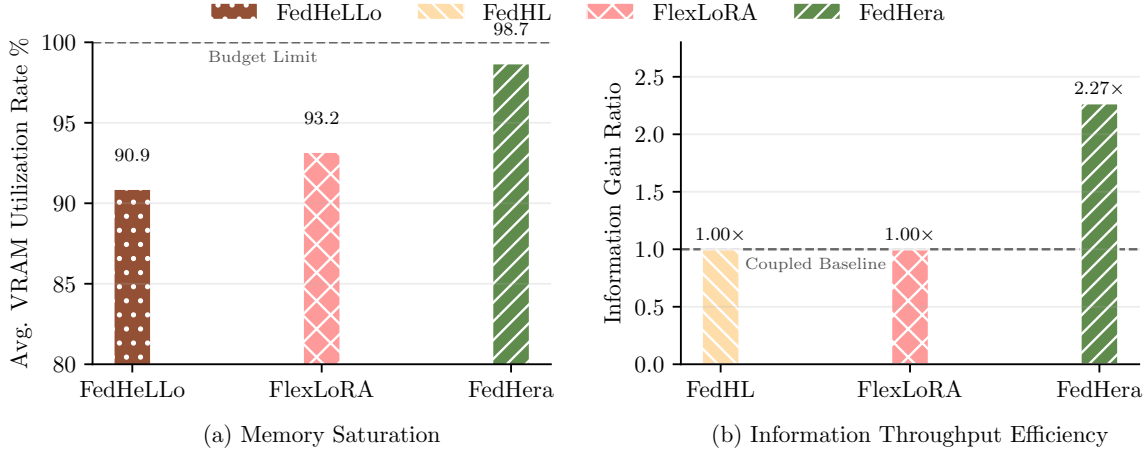 FedHeLLo FedHL FlexLoRA FedHera
Avg. VRAM Utilization Rate %
100
95
90
85
80
Budget Limit
90.9
93.2
98.7
FedHeLLo FlexLoRA FedHera
(a) Memory Saturation
Information Gain Ratio
2.5
2.0
1.5
1.0
0.5
0.0
1.00×
1.00×
2.27×
Coupled Baseline
FedHL FlexLoRA FedHera
(b) Information Throughput Efficiency